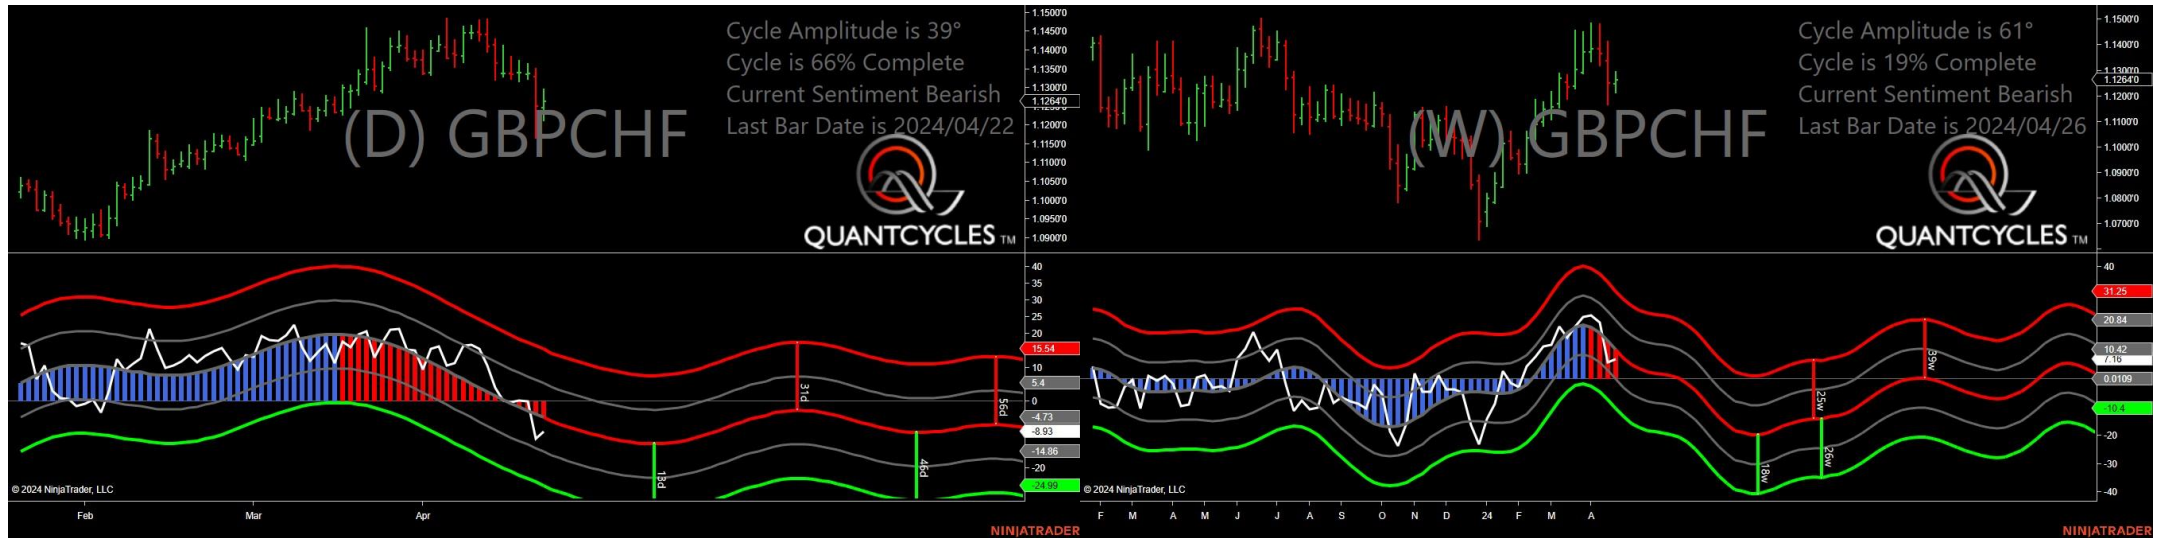 Cycle Amplitude is 39°
Cycle is 66% Complete
Current Sentiment Bearish
Last Bar Date is 2024/04/22
(D) GBPCHF
QUANTCYCLES TM
1.1500'0
1.1450'0
1.1400'0
1.1350'0
1.1300'0
1.1264'0
1.1200'0
1.1150'0
1.1100'0
1.1050'0
1.1000'0
1.0950'0
1.0900'0
40
35
30
25
20
15.54
10
5.4
0
-4.73
-8.93
-14.86
-20
-24.99
31d
56d
13d
46d
© 2024 NinjaTrader, LLC
Feb Mar Apr
NINJATRADER
Cycle Amplitude is 61°
Cycle is 19% Complete
Current Sentiment Bearish
Last Bar Date is 2024/04/26
(W) GBPCHF
QUANTCYCLES TM
1.1500'0
1.1400'0
1.1300'0
1.1264'0
1.1200'0
1.1100'0
1.1000'0
1.0900'0
1.0800'0
1.0700'0
40
31.25
20.84
10.42
7.16
0.0109
-10.4
-20
-30
-40
39w
25w
26w
18w
© 2024 NinjaTrader, LLC
F M A M J J A S O N D 24 F M A
NINJATRADER